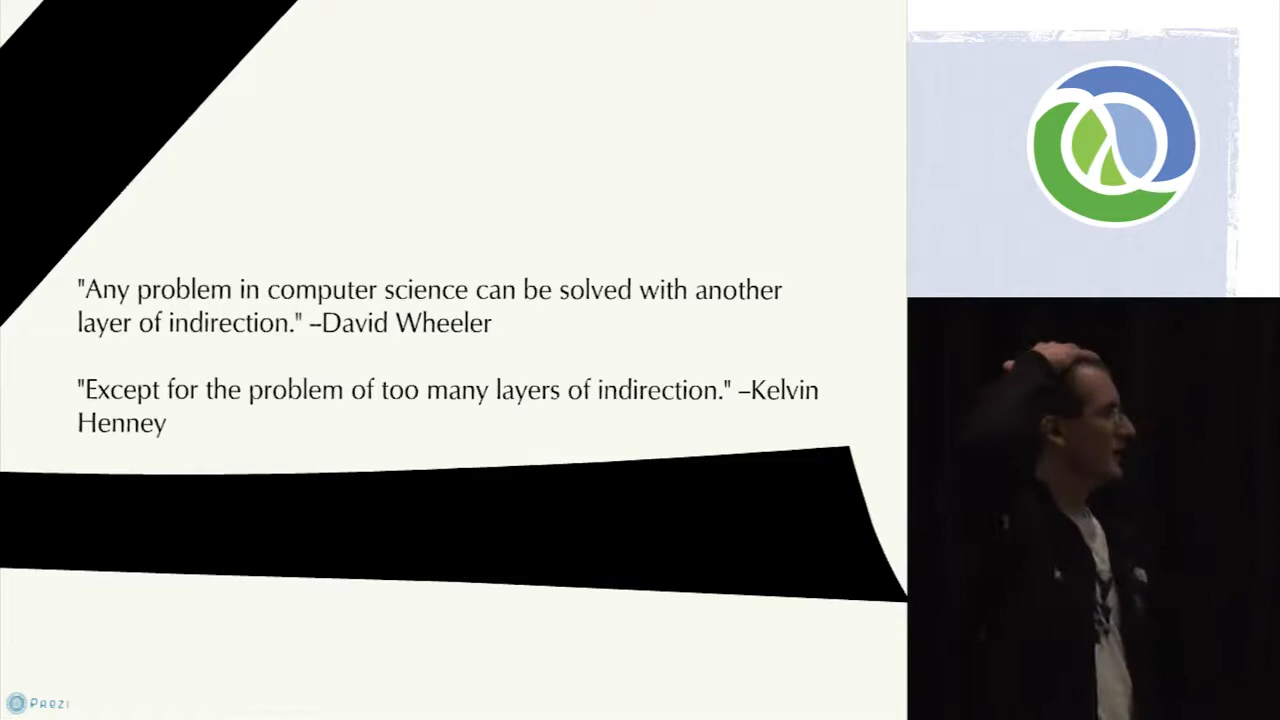 "Any problem in computer science can be solved with another
layer of indirection." –David Wheeler
"Except for the problem of too many layers of indirection." –Kelvin
Henney
Prezi